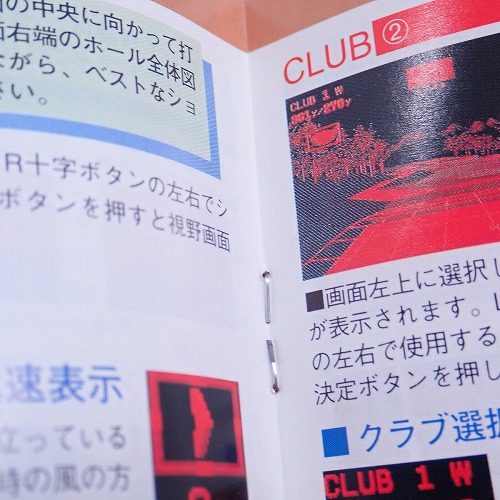 の中央に向かって打
右端のホール全体図
がら、ベストなショ
さい。
R十字ボタンの左右でシ
ボタンを押すと視野画面
速表示
立っている
時の風の方
CLUB②
CLUB 1 W
/270y
■画面左上に選択し
が表示されます。
の左右で使用する
決定ボタンを押し
■ クラブ選択
CLUB 1 W